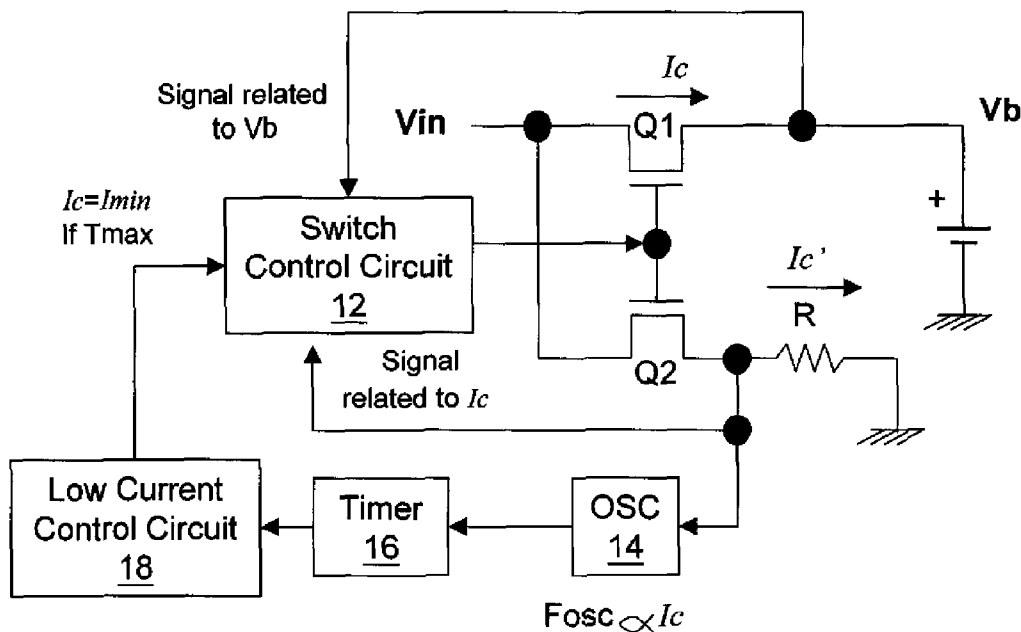 Signal related
to Vb
Vin
Ic
Q1
Vb
Ic=Imin
If Tmax
Switch
Control Circuit
12
+
Ic'
R
Q2
Signal
related to Ic
Low Current
Control Circuit
18
Timer
16
OSC
14
Fosc ∝ Ic